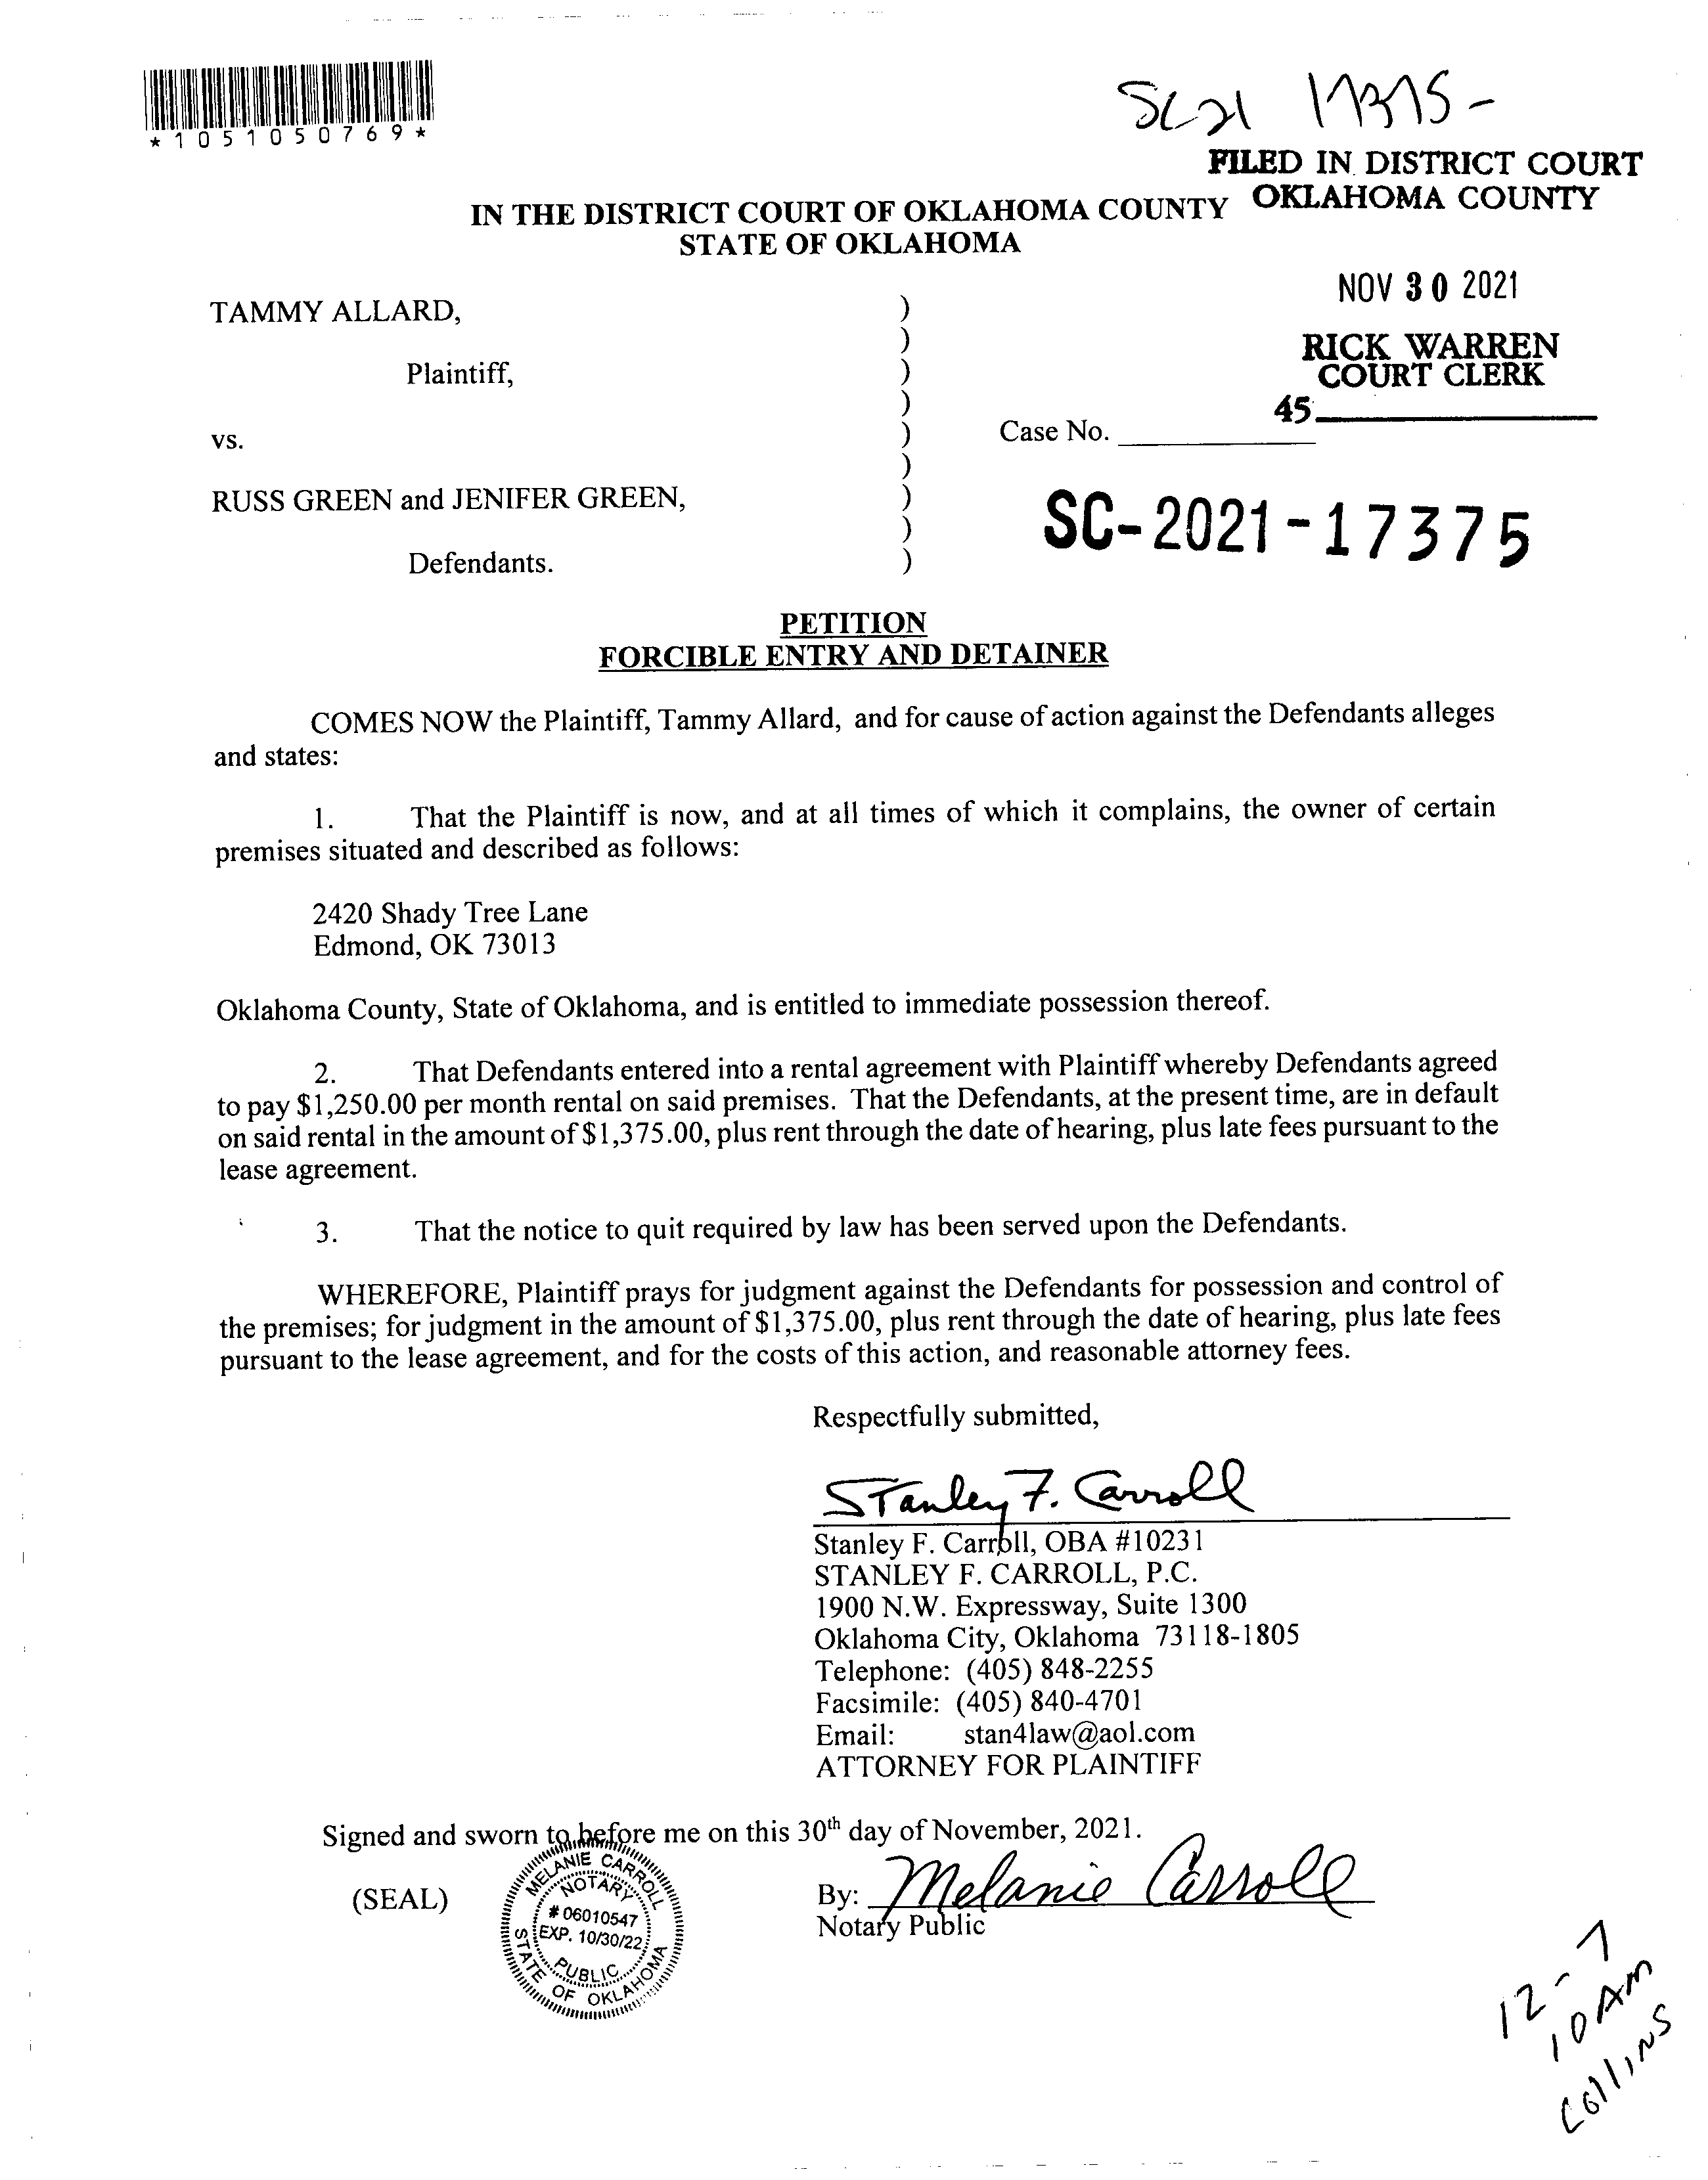 *1051050769*
SC21 17375-
FILED IN DISTRICT COURT
OKLAHOMA COUNTY
IN THE DISTRICT COURT OF OKLAHOMA COUNTY
STATE OF OKLAHOMA
NOV 30 2021
RICK WARREN
COURT CLERK
45
TAMMY ALLARD, )
)
Plaintiff, )
)
vs. ) Case No.
)
RUSS GREEN and JENIFER GREEN, )
)
Defendants. )
SC-2021-17375
PETITION
FORCIBLE ENTRY AND DETAINER
COMES NOW the Plaintiff, Tammy Allard, and for cause of action against the Defendants alleges
and states:
1. That the Plaintiff is now, and at all times of which it complains, the owner of certain
premises situated and described as follows:
2420 Shady Tree Lane
Edmond, OK 73013
Oklahoma County, State of Oklahoma, and is entitled to immediate possession thereof.
2. That Defendants entered into a rental agreement with Plaintiff whereby Defendants agreed
to pay $1,250.00 per month rental on said premises. That the Defendants, at the present time, are in default
on said rental in the amount of $1,375.00, plus rent through the date of hearing, plus late fees pursuant to the
lease agreement.
3. That the notice to quit required by law has been served upon the Defendants.
WHEREFORE, Plaintiff prays for judgment against the Defendants for possession and control of
the premises; for judgment in the amount of $1,375.00, plus rent through the date of hearing, plus late fees
pursuant to the lease agreement, and for the costs of this action, and reasonable attorney fees.
Respectfully submitted,
Stanley F. Carroll
Stanley F. Carroll, OBA #10231
STANLEY F. CARROLL, P.C.
1900 N.W. Expressway, Suite 1300
Oklahoma City, Oklahoma 73118-1805
Telephone: (405) 848-2255
Facsimile: (405) 840-4701
Email: stan4law@aol.com
ATTORNEY FOR PLAINTIFF
Signed and sworn to before me on this 30th day of November, 2021.
(SEAL)
MELANIE CARROLL
NOTARY
# 06010547
EXP. 10/30/22
PUBLIC
STATE OF OKLAHOMA
By: Melanie Carroll
Notary Public
12-7
10 AM
Collins